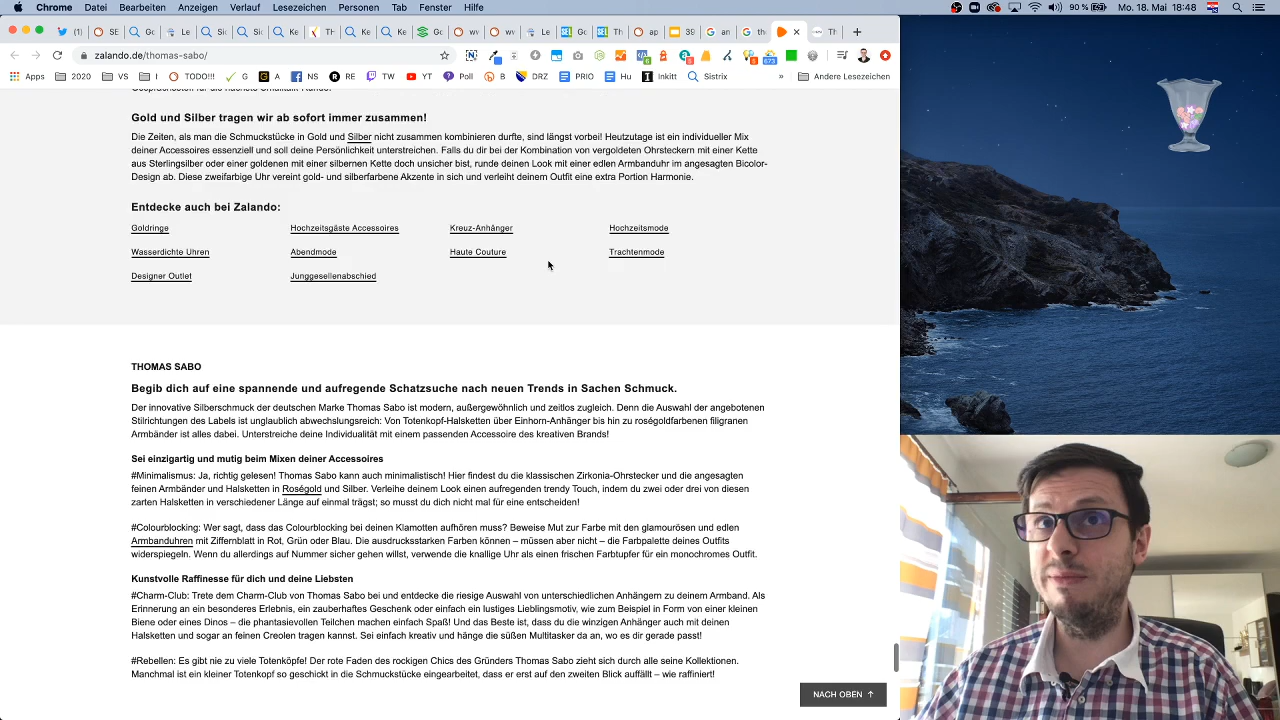 Chrome Datei Bearbeiten Anzeigen Verlauf Lesezeichen Personen Tab Fenster Hilfe
90 % Mo. 18. Mai 18:48
zalando.de/thomas-sabo/
Apps 2020 VS I TODO!!! G A NS RE TW YT Poll B DRZ PRIO Hu Inkitt Sistrix » Andere Lesezeichen
Gold und Silber tragen wir ab sofort immer zusammen!
Die Zeiten, als man die Schmuckstücke in Gold und Silber nicht zusammen kombinieren durfte, sind längst vorbei! Heutzutage ist ein individueller Mix
deiner Accessoires essenziell und soll deine Persönlichkeit unterstreichen. Falls du dir bei der Kombination von vergoldeten Ohrsteckern mit einer Kette
aus Sterlingsilber oder einer goldenen mit einer silbernen Kette doch unsicher bist, runde deinen Look mit einer edlen Armbanduhr im angesagten Bicolor-
Design ab. Diese zweifarbige Uhr vereint gold- und silberfarbene Akzente in sich und verleiht deinem Outfit eine extra Portion Harmonie.
Entdecke auch bei Zalando:
Goldringe Hochzeitsgäste Accessoires Kreuz-Anhänger Hochzeitsmode
Wasserdichte Uhren Abendmode Haute Couture Trachtenmode
Designer Outlet Junggesellenabschied
THOMAS SABO
Begib dich auf eine spannende und aufregende Schatzsuche nach neuen Trends in Sachen Schmuck.
Der innovative Silberschmuck der deutschen Marke Thomas Sabo ist modern, außergewöhnlich und zeitlos zugleich. Denn die Auswahl der angebotenen
Stilrichtungen des Labels ist unglaublich abwechslungsreich: Von Totenkopf-Halsketten über Einhorn-Anhänger bis hin zu roségoldfarbenen filigranen
Armbänder ist alles dabei. Unterstreiche deine Individualität mit einem passenden Accessoire des kreativen Brands!
Sei einzigartig und mutig beim Mixen deiner Accessoires
#Minimalismus: Ja, richtig gelesen! Thomas Sabo kann auch minimalistisch! Hier findest du die klassischen Zirkonia-Ohrstecker und die angesagten
feinen Armbänder und Halsketten in Roségold und Silber. Verleihe deinem Look einen aufregenden trendy Touch, indem du zwei oder drei von diesen
zarten Halsketten in verschiedener Länge auf einmal trägst; so musst du dich nicht mal für eine entscheiden!
#Colourblocking: Wer sagt, dass das Colourblocking bei deinen Klamotten aufhören muss? Beweise Mut zur Farbe mit den glamourösen und edlen
Armbanduhren mit Ziffernblatt in Rot, Grün oder Blau. Die ausdrucksstarken Farben können – müssen aber nicht – die Farbpalette deines Outfits
widerspiegeln. Wenn du allerdings auf Nummer sicher gehen willst, verwende die knallige Uhr als einen frischen Farbtupfer für ein monochromes Outfit.
Kunstvolle Raffinesse für dich und deine Liebsten
#Charm-Club: Trete dem Charm-Club von Thomas Sabo bei und entdecke die riesige Auswahl von unterschiedlichen Anhängern zu deinem Armband. Als
Erinnerung an ein besonderes Erlebnis, ein zauberhaftes Geschenk oder einfach ein lustiges Lieblingsmotiv, wie zum Beispiel in Form von einer kleinen
Biene oder eines Dinos – die phantasievollen Teilchen machen einfach Spaß! Und das Beste ist, dass du die winzigen Anhänger auch mit deinen
Halsketten und sogar an feinen Creolen tragen kannst. Sei einfach kreativ und hänge die süßen Multitasker da an, wo es dir gerade passt!
#Rebellen: Es gibt nie zu viele Totenköpfe! Der rote Faden des rockigen Chics des Gründers Thomas Sabo zieht sich durch alle seine Kollektionen.
Manchmal ist ein kleiner Totenkopf so geschickt in die Schmuckstücke eingearbeitet, dass er erst auf den zweiten Blick auffällt – wie raffiniert!
NACH OBEN ↑